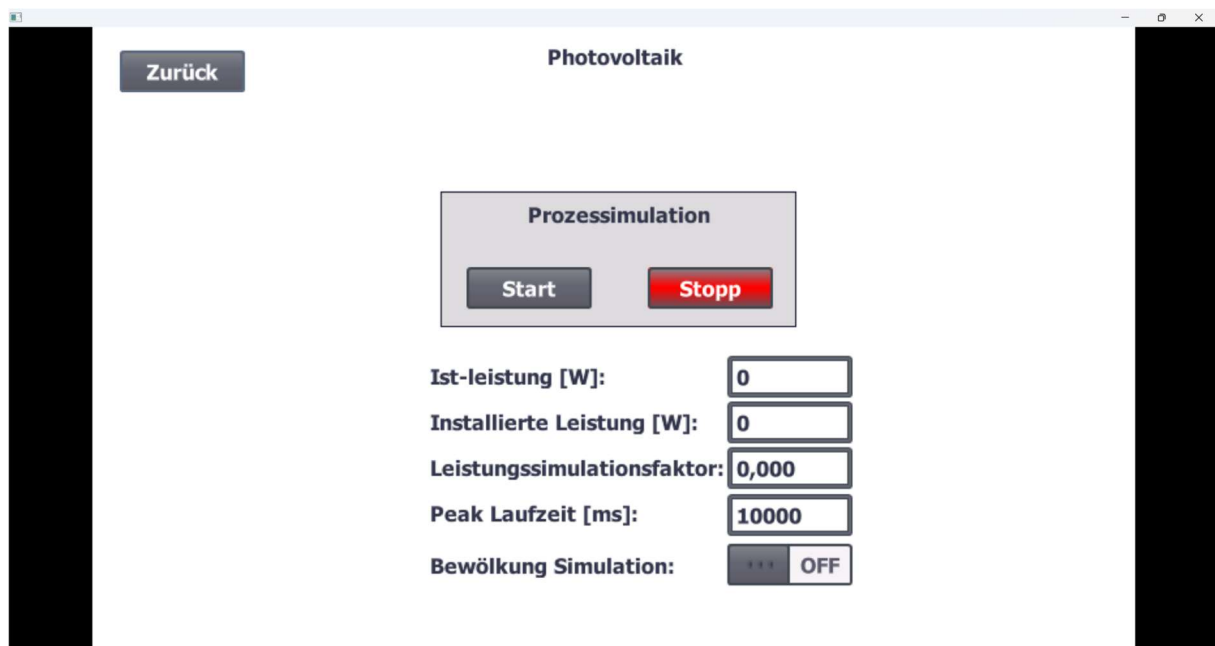 Zurück
Photovoltaik
Prozessimulation
Start Stopp
Ist-leistung [W]: 0
Installierte Leistung [W]: 0
Leistungssimulationsfaktor: 0,000
Peak Laufzeit [ms]: 10000
Bewölkung Simulation: OFF